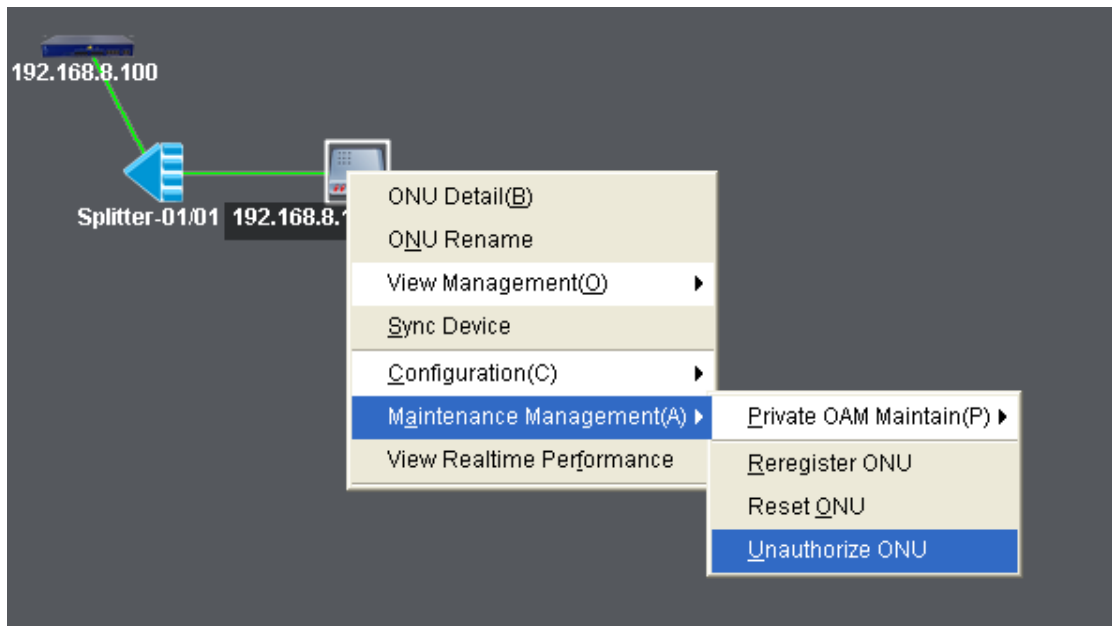 192.168.8.100
Splitter-01/01
192.168.8.1
ONU Detail(B)
ONU Rename
View Management(O)
Sync Device
Configuration(C)
Maintenance Management(A)
View Realtime Performance
Private OAM Maintain(P)
Reregister ONU
Reset ONU
Unauthorize ONU